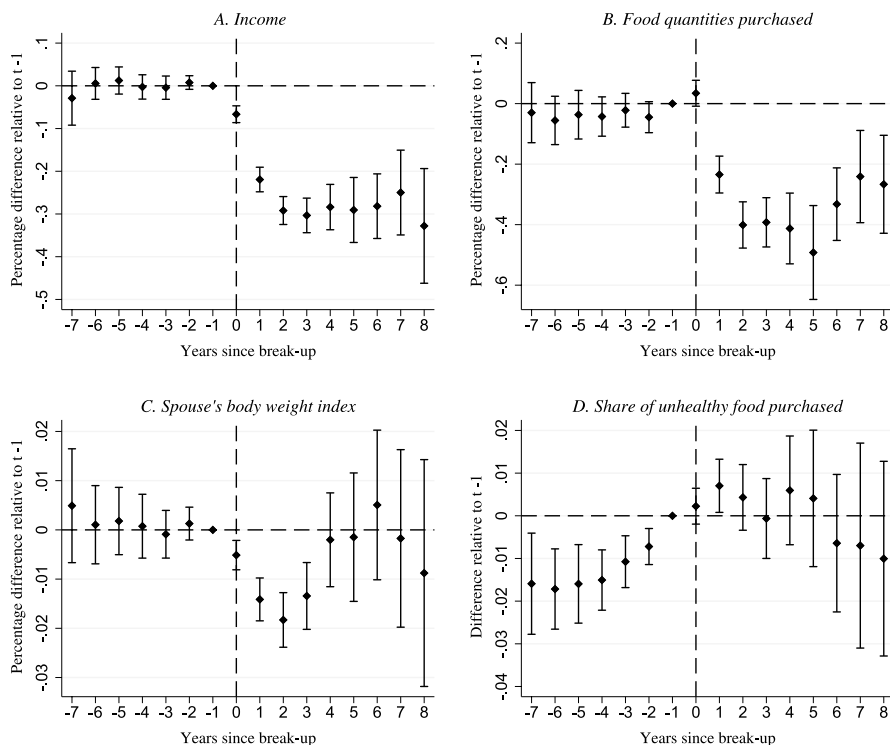 A. Income
Percentage difference relative to t -1
.1
0
-.1
-.2
-.3
-.4
-.5
-7 -6 -5 -4 -3 -2 -1 0 1 2 3 4 5 6 7 8
Years since break-up
B. Food quantities purchased
Percentage difference relative to t -1
.2
0
-.2
-.4
-.6
-7 -6 -5 -4 -3 -2 -1 0 1 2 3 4 5 6 7 8
Years since break-up
C. Spouse's body weight index
Percentage difference relative to t -1
.02
.01
0
-.01
-.02
-.03
-7 -6 -5 -4 -3 -2 -1 0 1 2 3 4 5 6 7 8
Years since break-up
D. Share of unhealthy food purchased
Difference relative to t -1
.02
.01
0
-.01
-.02
-.03
-.04
-7 -6 -5 -4 -3 -2 -1 0 1 2 3 4 5 6 7 8
Years since break-up